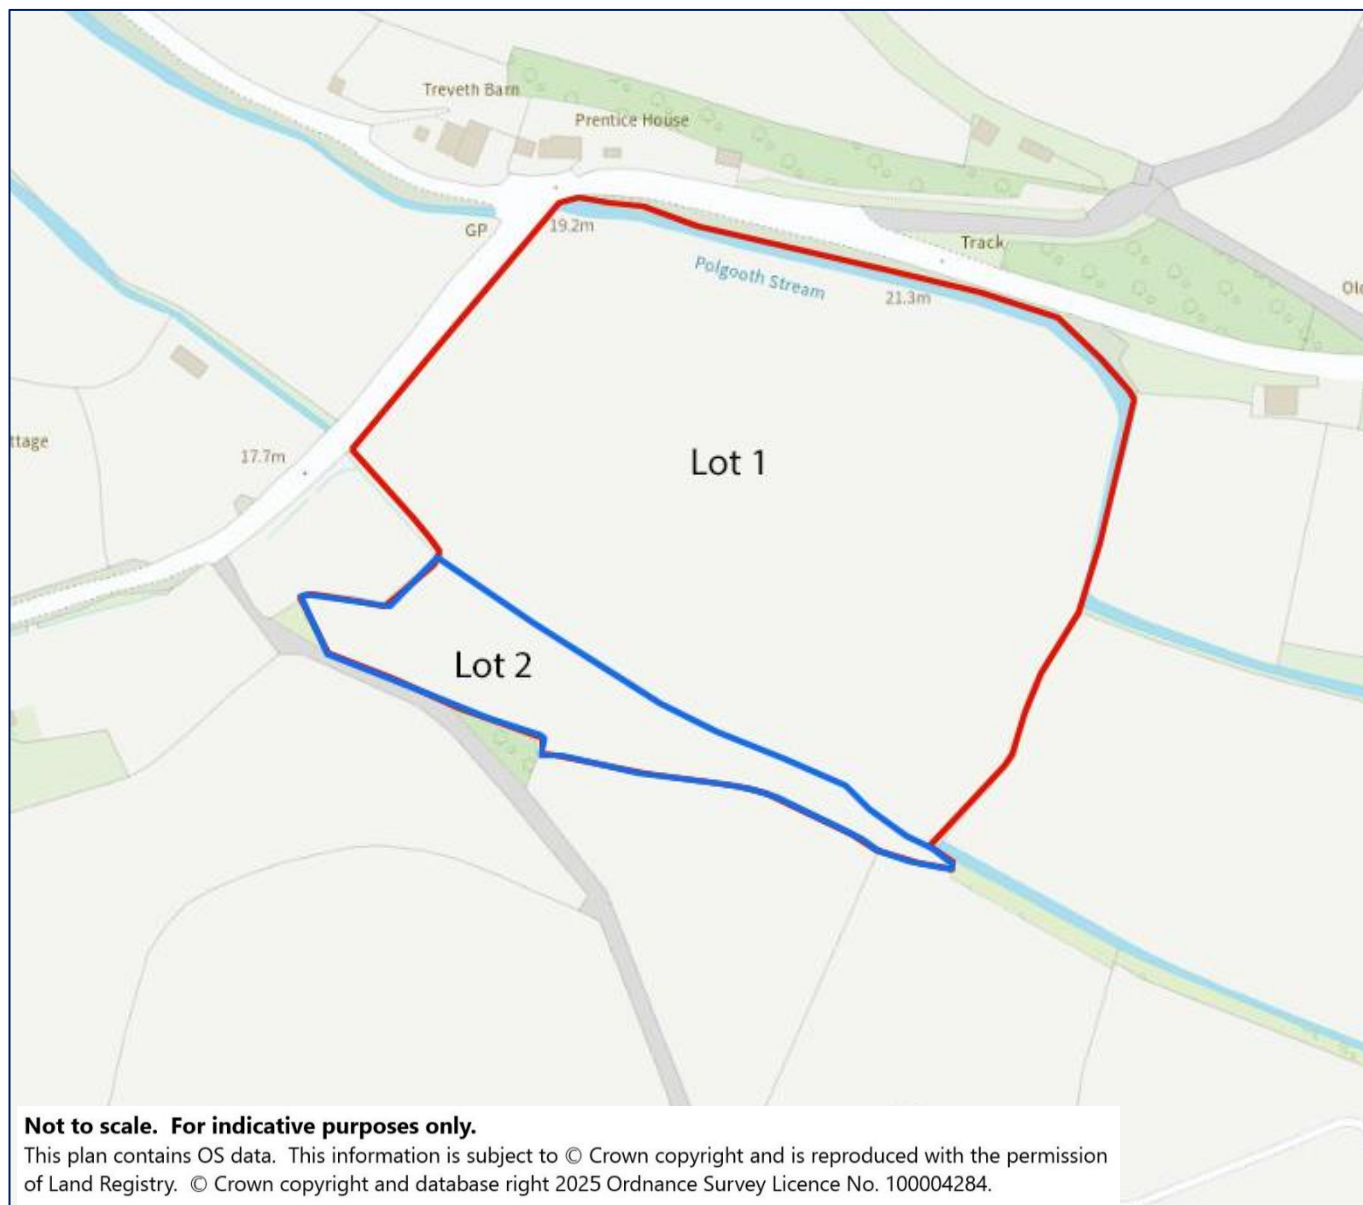 Treveth Barn
Prentice House
GP
19.2m
Track
Polgooth Stream
21.3m
Old
ttage
17.7m
Lot 1
Lot 2
Not to scale.  For indicative purposes only.
This plan contains OS data.  This information is subject to © Crown copyright and is reproduced with the permission
of Land Registry.  © Crown copyright and database right 2025 Ordnance Survey Licence No. 100004284.